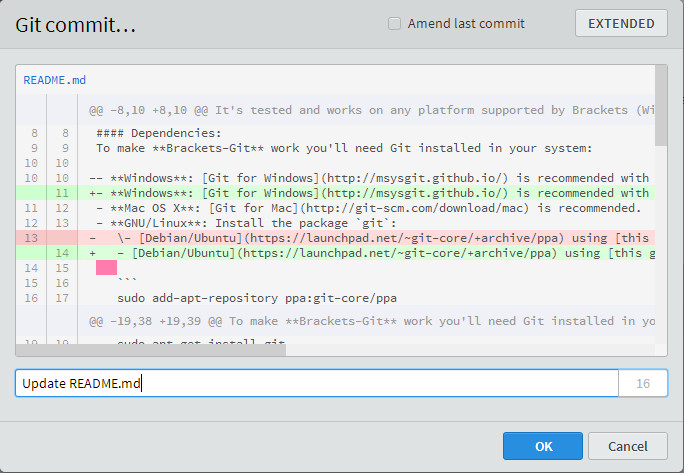 Git commit...
Amend last commit
EXTENDED
README.md
@@ -8,10 +8,10 @@ It's tested and works on any platform supported by Brackets (Wi
8 8 #### Dependencies:
9 9 To make **Brackets-Git** work you'll need Git installed in your system:
10 10
10 10 -- **Windows**: [Git for Windows](http://msysgit.github.io/) is recommended with
11 +- **Windows**: [Git for Windows](http://msysgit.github.io/) is recommended with
11 12 - **Mac OS X**: [Git for Mac](http://git-scm.com/download/mac) is recommended.
12 13 - **GNU/Linux**: Install the package `git`:
13 - \- [Debian/Ubuntu](https://launchpad.net/~git-core/+archive/ppa) using [this
14 + - [Debian/Ubuntu](https://launchpad.net/~git-core/+archive/ppa) using [this g
14 15
15 16 ```
16 17 sudo add-apt-repository ppa:git-core/ppa
@@ -19,38 +19,39 @@ To make **Brackets-Git** work you'll need Git installed in yo
19 19 sudo apt-get install git
Update README.md
16
OK
Cancel